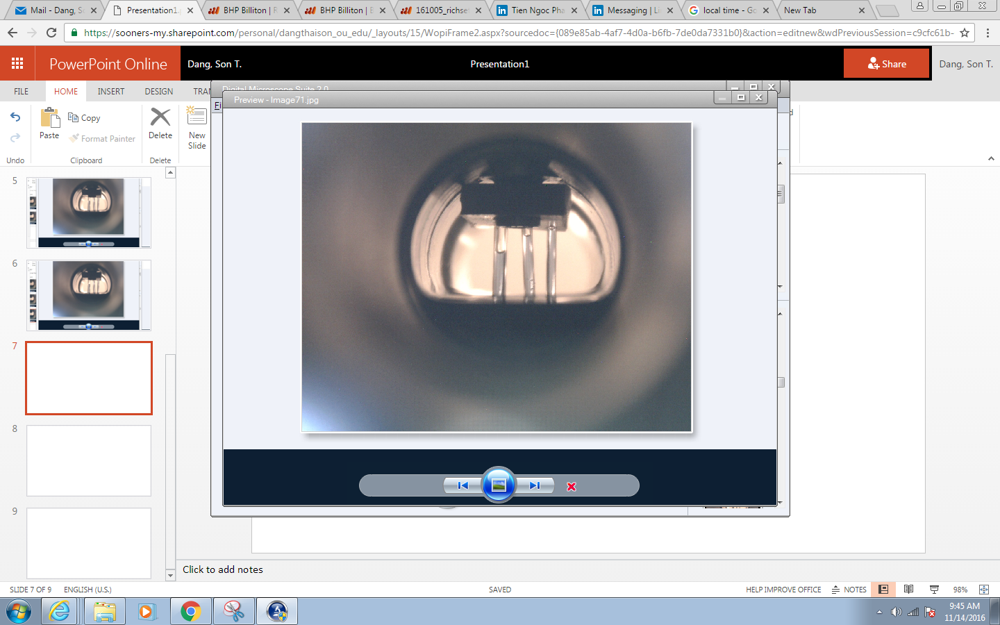 Mail - Dang, So
Presentation1.p
BHP Billiton | R
BHP Billiton | E
161005_richset
Tien Ngoc Pha
Messaging | Li
local time - Go
New Tab
https://sooners-my.sharepoint.com/personal/dangthaison_ou_edu/_layouts/15/WopiFrame2.aspx?sourcedoc={089e85ab-4af7-4d0a-b6fb-7de0da7331b0}&action=editnew&wdPreviousSession=c9cfc61b-
PowerPoint Online
Dang, Son T.
Presentation1
Share
Dang, Son T.
FILE
HOME
INSERT
DESIGN
TRAN
Digital Microscope Suite 2.0
Fi
Preview - Image71.jpg
Paste
Copy
Format Painter
Delete
New
Slide
d
Undo
Clipboard
Delete
5
6
7
8
9
Click to add notes
SLIDE 7 OF 9
ENGLISH (U.S.)
SAVED
HELP IMPROVE OFFICE
NOTES
98%
9:45 AM
11/14/2016